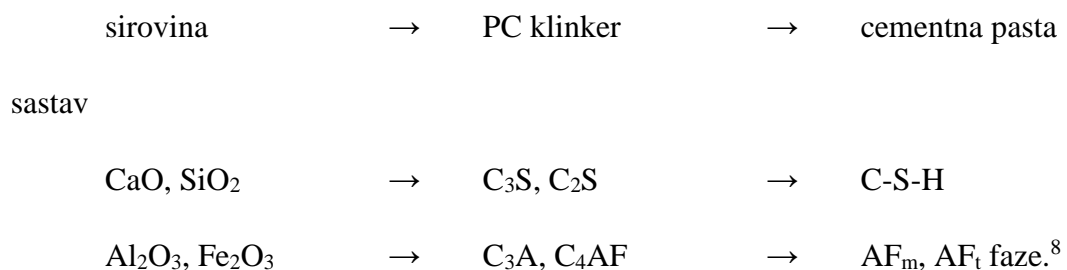 sirovina → PC klinker → cementna pasta
sastav
CaO, SiO₂ → C₃S, C₂S → C-S-H
Al₂O₃, Fe₂O₃ → C₃A, C₄AF → AFₘ, AFₜ faze.⁸